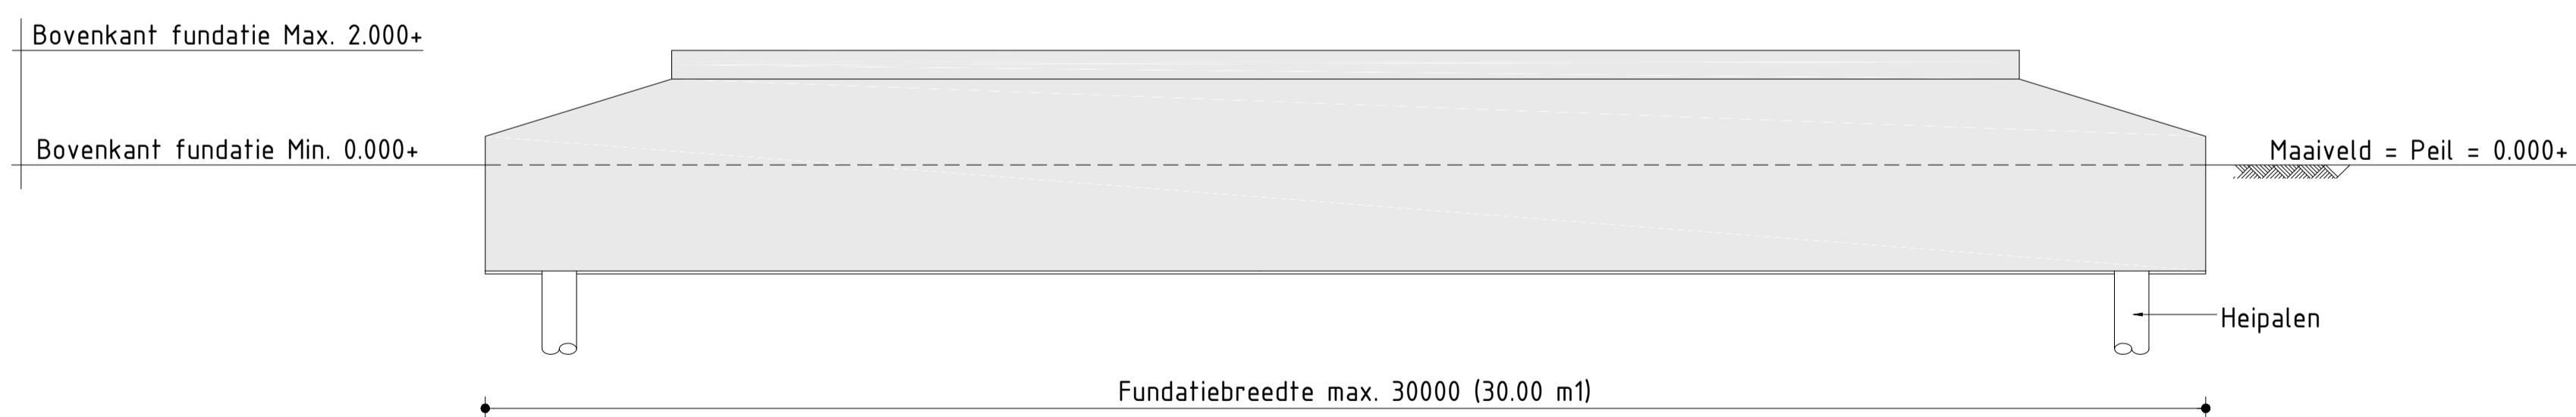 Bovenkant fundatie Max. 2.000+
Bovenkant fundatie Min. 0.000+
Maaiveld = Peil = 0.000+
Heipalen
Fundatiebreedte max. 30000 (30.00 m1)